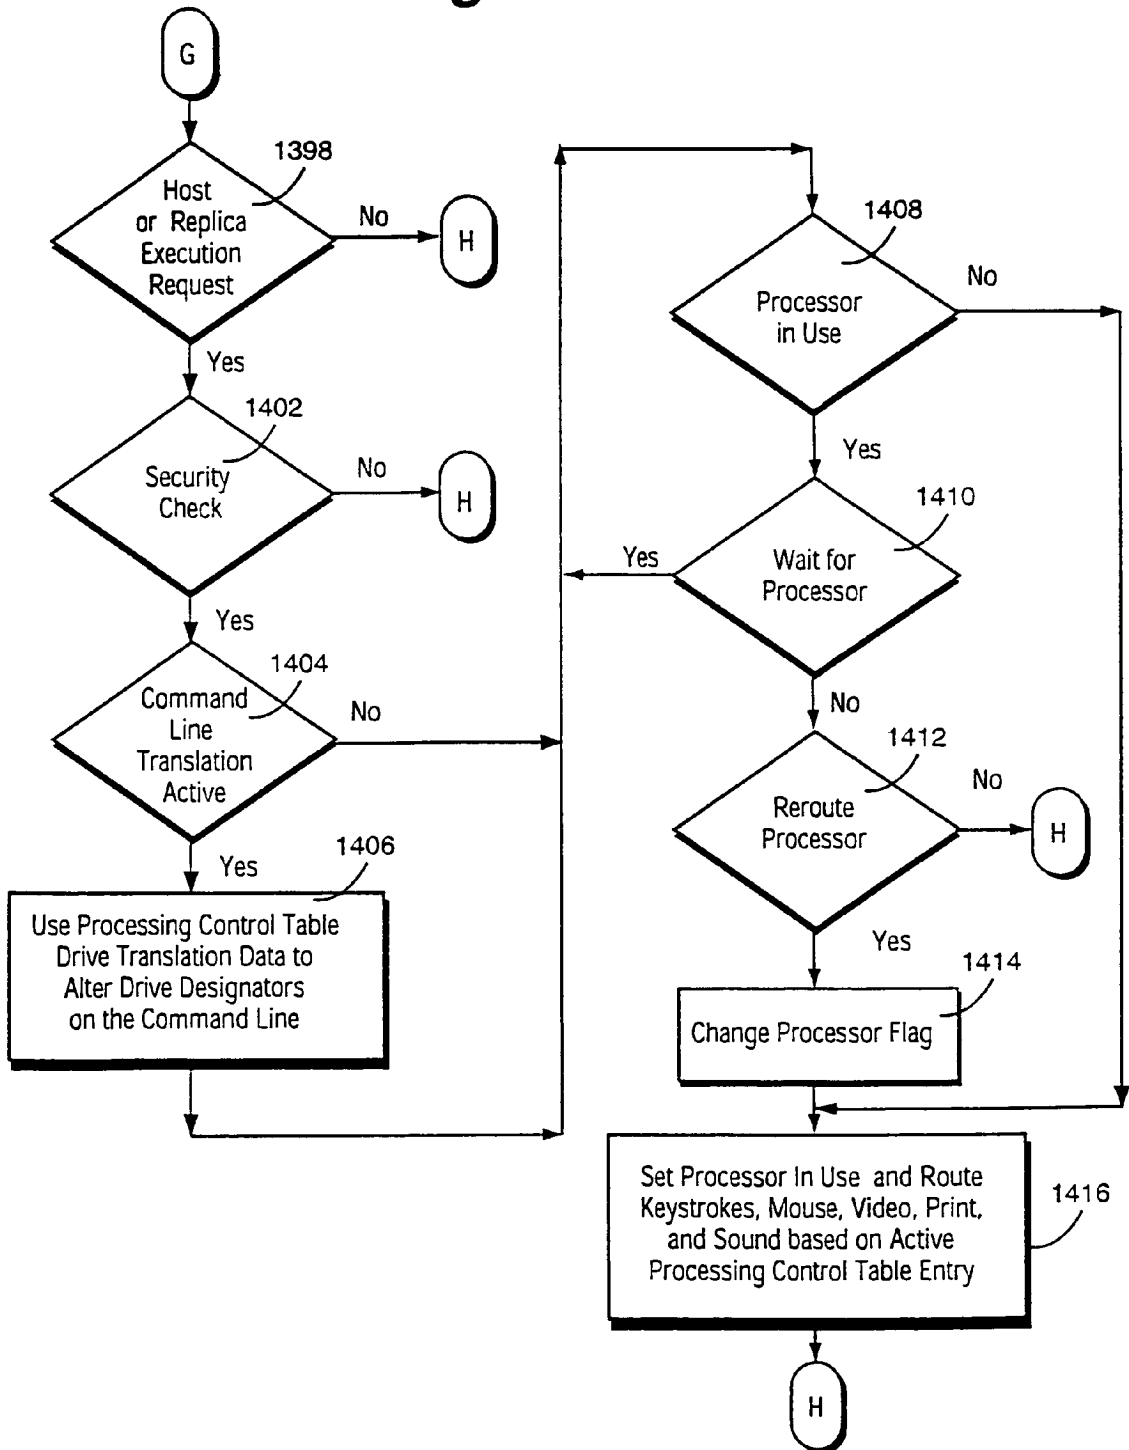 G
1398
Host
or Replica
Execution
Request
No
H
Yes
1402
Security
Check
No
H
Yes
1404
Command
Line
Translation
Active
No
Yes
1406
Use Processing Control Table
Drive Translation Data to
Alter Drive Designators
on the Command Line
1408
Processor
in Use
No
Yes
1410
Wait for
Processor
Yes
No
1412
Reroute
Processor
No
H
Yes
1414
Change Processor Flag
Set Processor In Use and Route
Keystrokes, Mouse, Video, Print,
and Sound based on Active
Processing Control Table Entry
1416
H